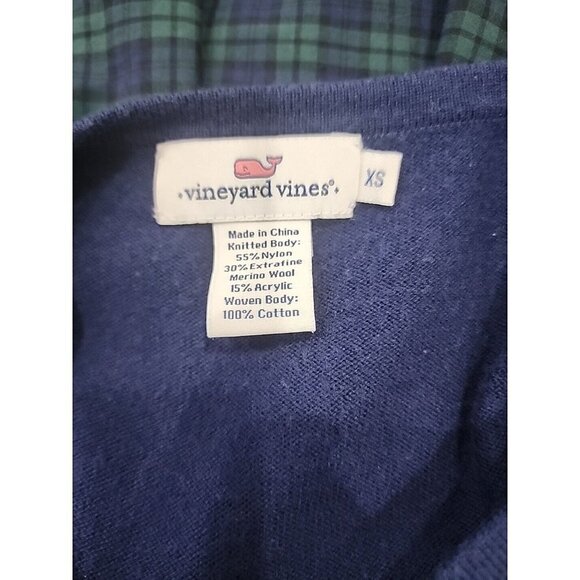 vineyard vines®
XS
Made in China
Knitted Body:
55% Nylon
30% Extrafine
Merino Wool
15% Acrylic
Woven Body:
100% Cotton